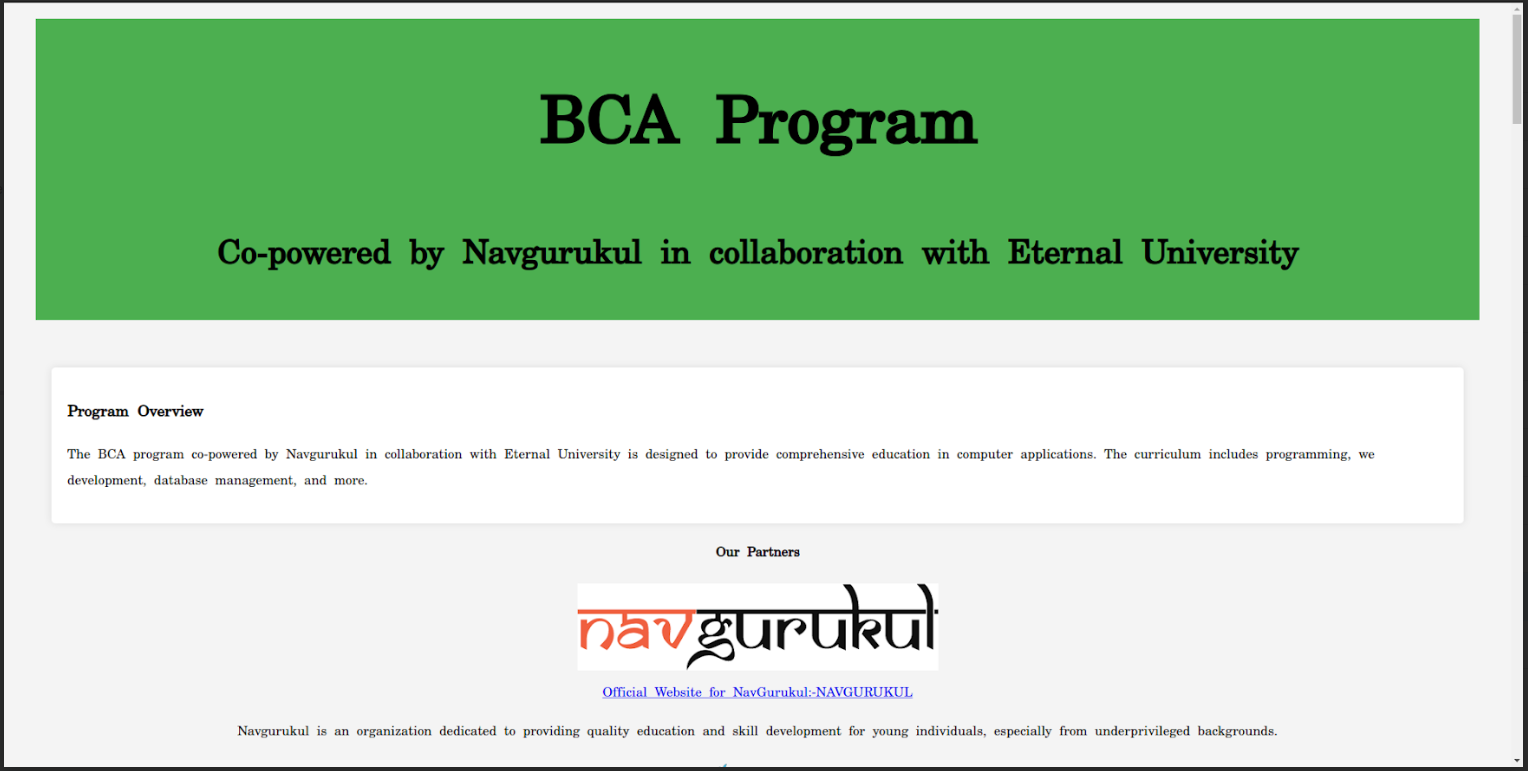 BCA Program
Co-powered by Navgurukul in collaboration with Eternal University
Program Overview
The BCA program co-powered by Navgurukul in collaboration with Eternal University is designed to provide comprehensive education in computer applications. The curriculum includes programming, we
development, database management, and more.
Our Partners
navgurukul
Official Website for NavGurukul:-NAVGURUKUL
Navgurukul is an organization dedicated to providing quality education and skill development for young individuals, especially from underprivileged backgrounds.